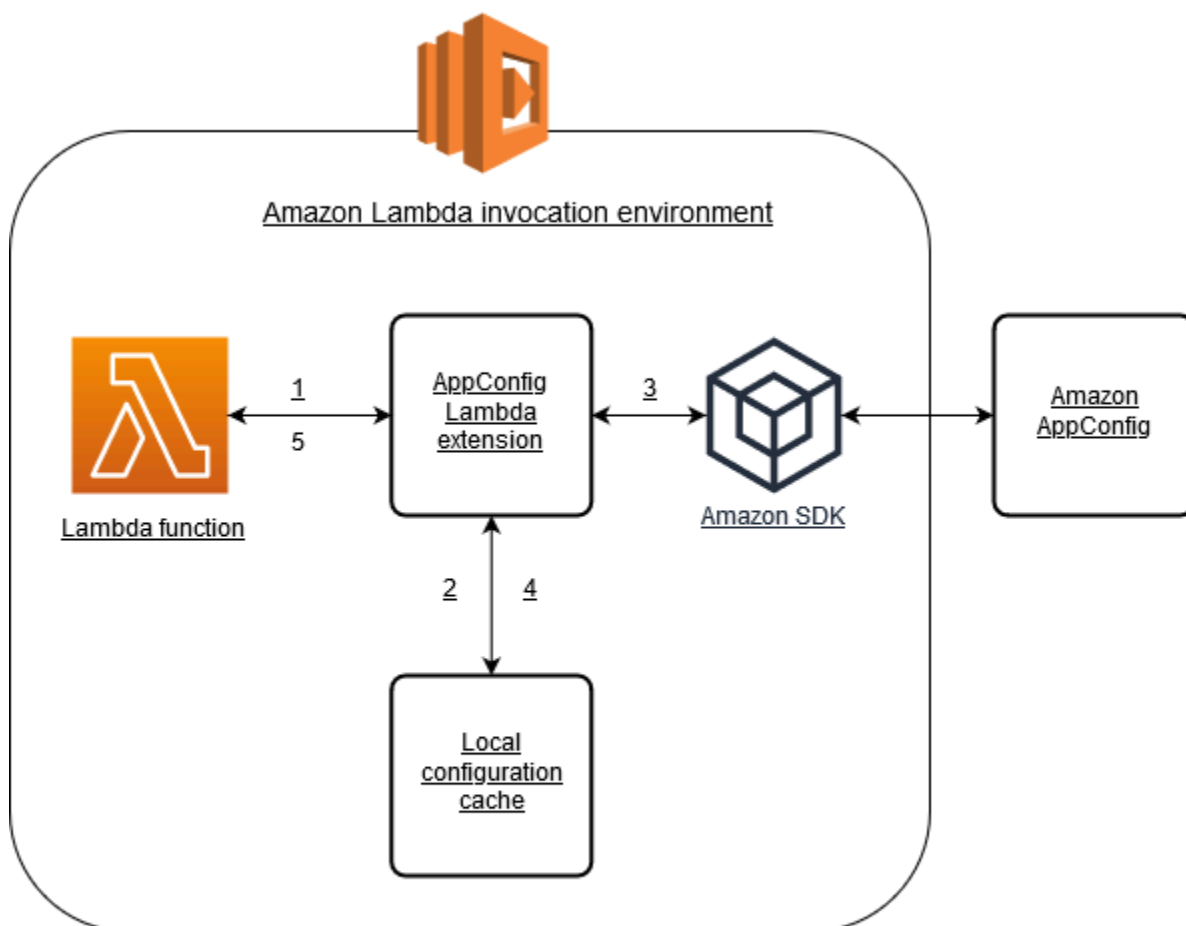 Amazon Lambda invocation environment
1
5
AppConfig
Lambda
extension
3
Amazon
AppConfig
Lambda function
Amazon SDK
2
4
Local
configuration
cache